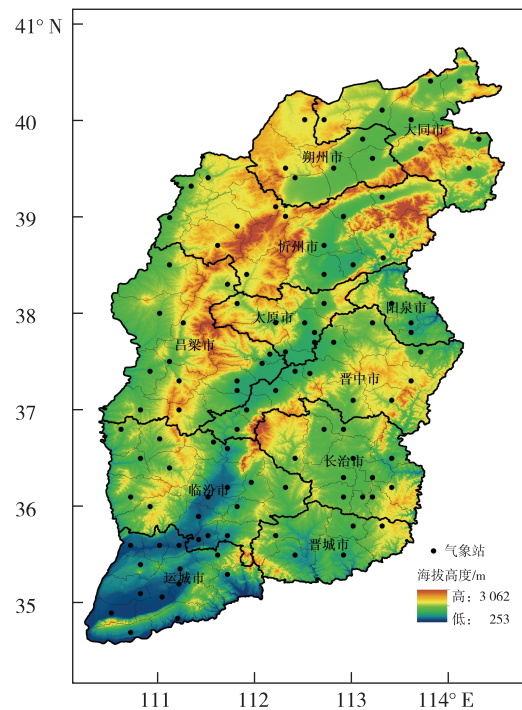 41° N
40
39
38
37
36
35
大同市
朔州市
忻州市
阳泉市
太原市
吕梁市
晋中市
长治市
临汾市
晋城市
运城市
气象站
海拔高度/m
高: 3 062
低: 253
111 112 113 114° E